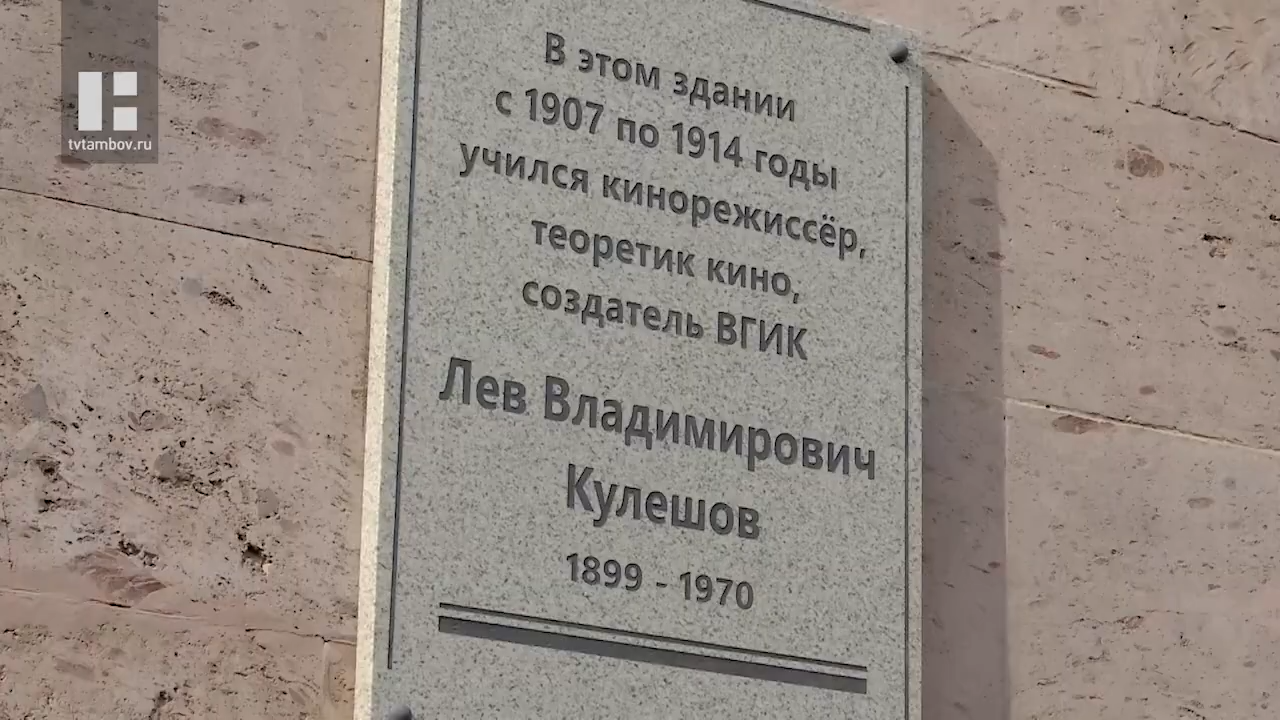 tvtambov.ru
В этом здании
с 1907 по 1914 годы
учился кинорежиссёр,
теоретик кино,
создатель ВГИК
Лев Владимирович
Кулешов
1899 - 1970